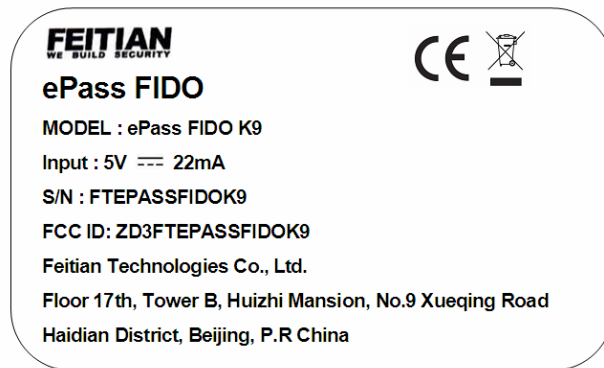 FEITIAN
WE BUILD SECURITY
CE
ePass FIDO
MODEL : ePass FIDO K9
Input : 5V ⎓ 22mA
S/N : FTEPASSFIDOK9
FCC ID: ZD3FTEPASSFIDOK9
Feitian Technologies Co., Ltd.
Floor 17th, Tower B, Huizhi Mansion, No.9 Xueqing Road
Haidian District, Beijing, P.R China